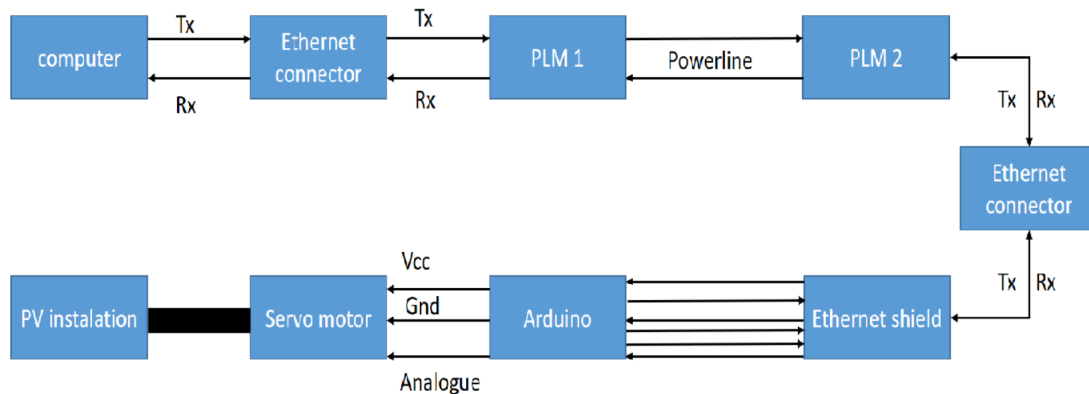 Tx
Tx
computer
Ethernet
connector
PLM 1
Powerline
PLM 2
Rx
Rx
Tx Rx
Ethernet
connector
Tx Rx
Vcc
PV instalation
Servo motor
Gnd
Arduino
Ethernet shield
Analogue